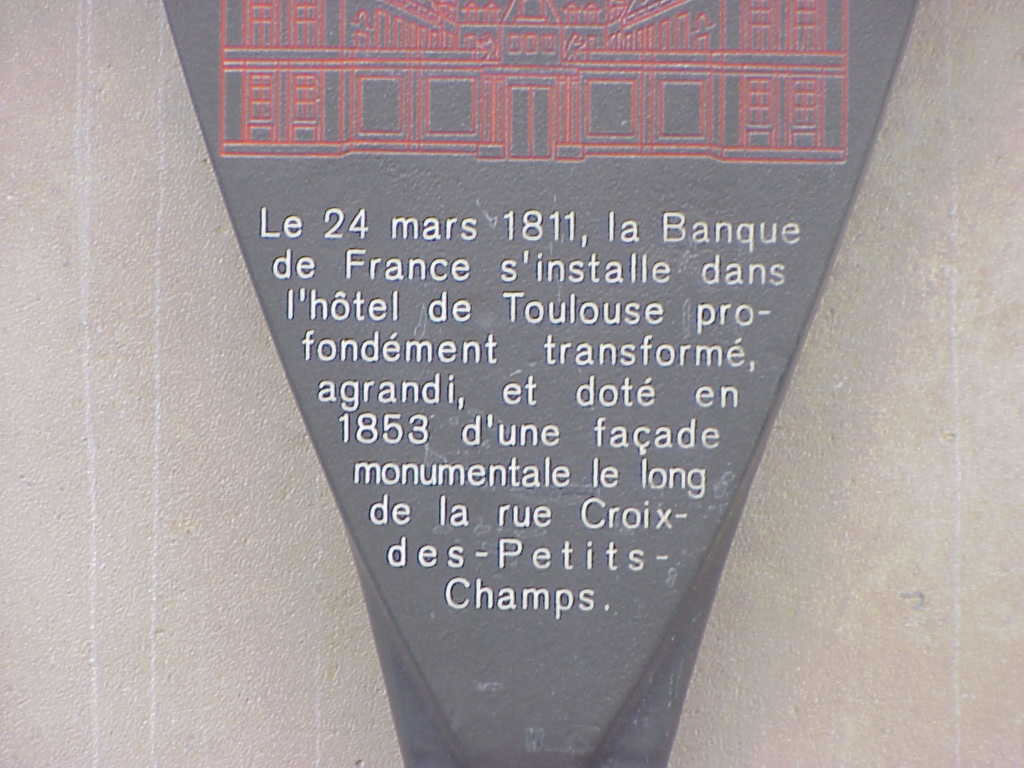 Le 24 mars 1811, la Banque
de France s'installe dans
l'hôtel de Toulouse pro-
fondément transformé,
agrandi, et doté en
1853 d'une façade
monumentale le long
de la rue Croix-
des-Petits-
Champs.